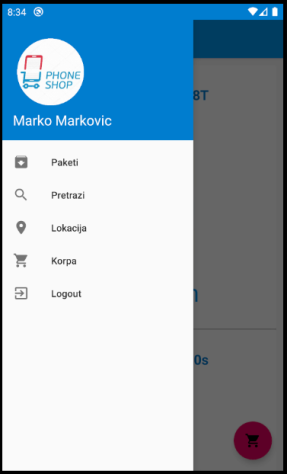 8:34
PHONE
SHOP
Marko Markovic
8T
Paketi
Pretrazi
Lokacija
Korpa
Logout
0s